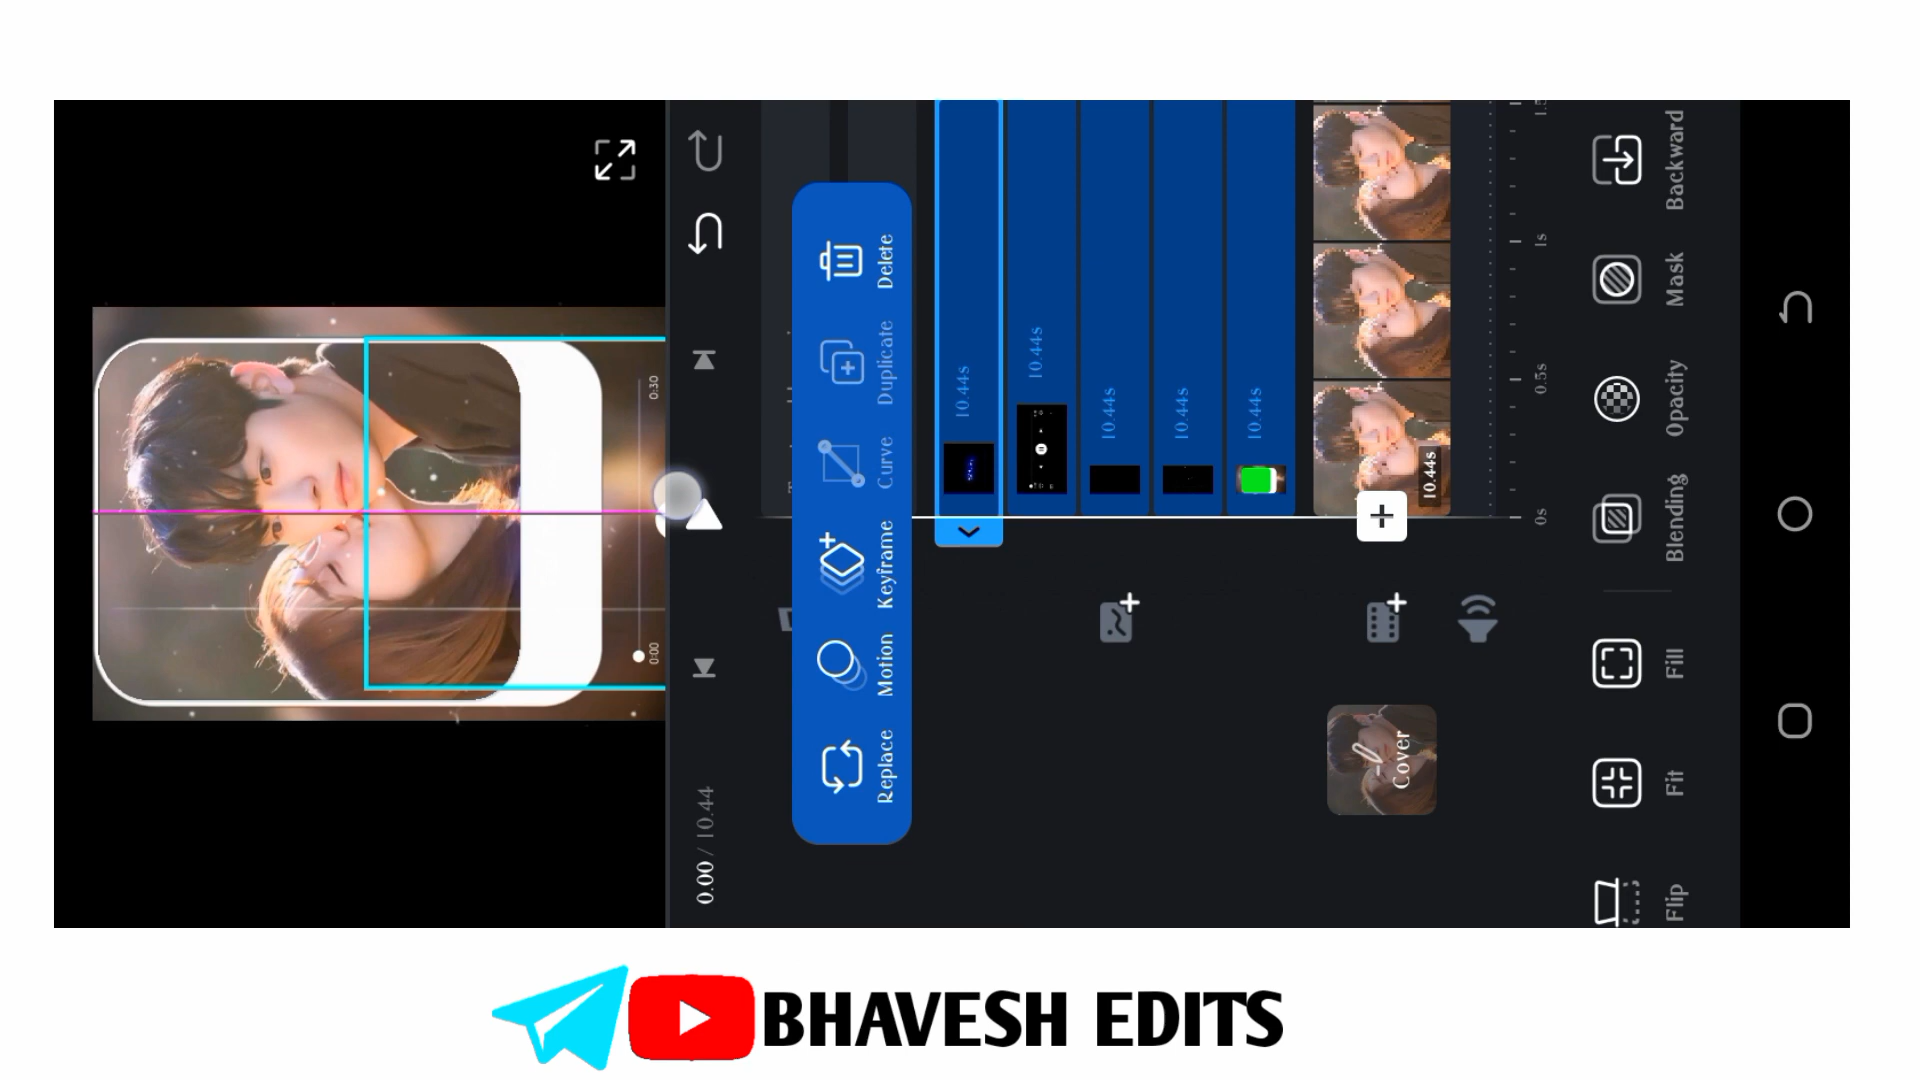 0:30
0:00
0.00 / 10.44
Delete
Duplicate
Curve
Keyframe
Motion
Replace
10.44s
10.44s
10.44s
10.44s
10.44s
10.44s
Cover
1s
0.5s
0s
Backward
Mask
Opacity
Blending
Fill
Fit
Flip
BHAVESH EDITS